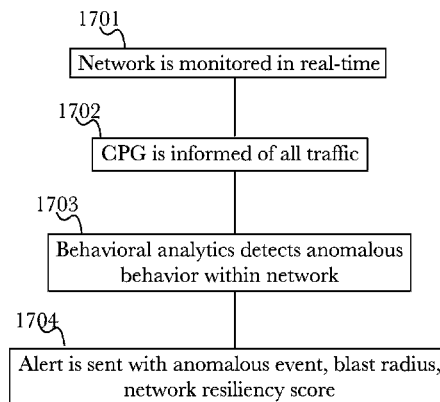 1701
Network is monitored in real-time
1702
CPG is informed of all traffic
1703
Behavioral analytics detects anomalous
behavior within network
1704
Alert is sent with anomalous event, blast radius,
network resiliency score